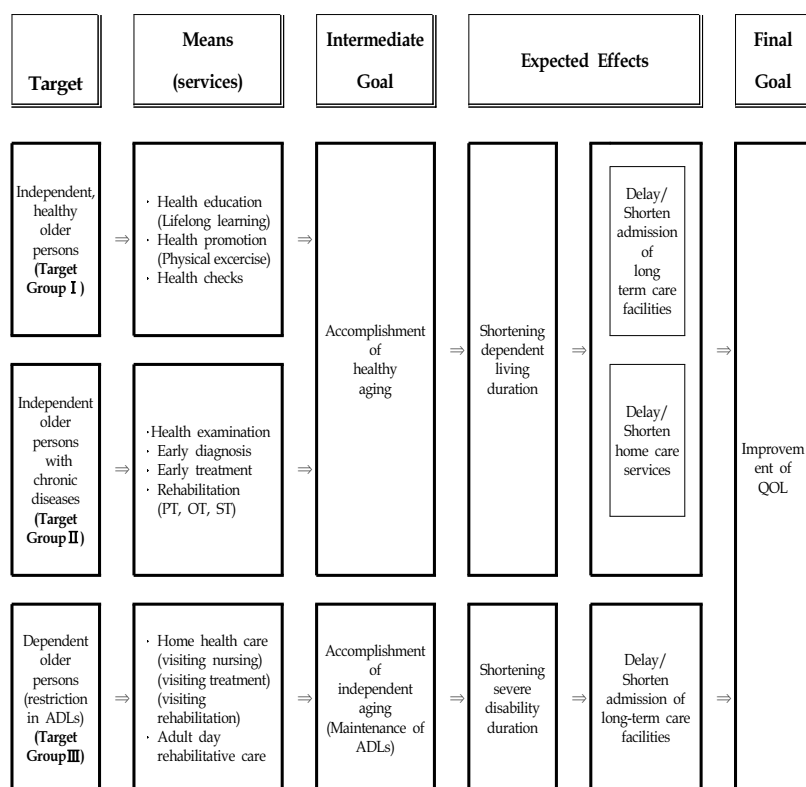 Target
Means
(services)
Intermediate
Goal
Expected Effects
Final
Goal
Independent,
healthy
older
persons
(Target
Group Ⅰ)
⇒
· Health education
(Lifelong learning)
· Health promotion
(Physical excercise)
· Health checks
⇒
Independent
older
persons
with
chronic
diseases
(Target
Group Ⅱ)
⇒
·Health examination
· Early diagnosis
· Early treatment
· Rehabilitation
(PT, OT, ST)
⇒
Accomplishment
of
healthy
aging
⇒
Shortening
dependent
living
duration
⇒
Delay/
Shorten
admission
of
long
term care
facilities
Delay/
Shorten
home care
services
⇒
Improvem
ent of
QOL
Dependent
older
persons
(restriction
in ADLs)
(Target
Group Ⅲ)
⇒
· Home health care
(visiting nursing)
(visiting treatment)
(visiting
rehabilitation)
· Adult day
rehabilitative care
⇒
Accomplishment
of
independent
aging
(Maintenance of
ADLs)
⇒
Shortening
severe
disability
duration
⇒
Delay/
Shorten
admission of
long-term care
facilities
⇒